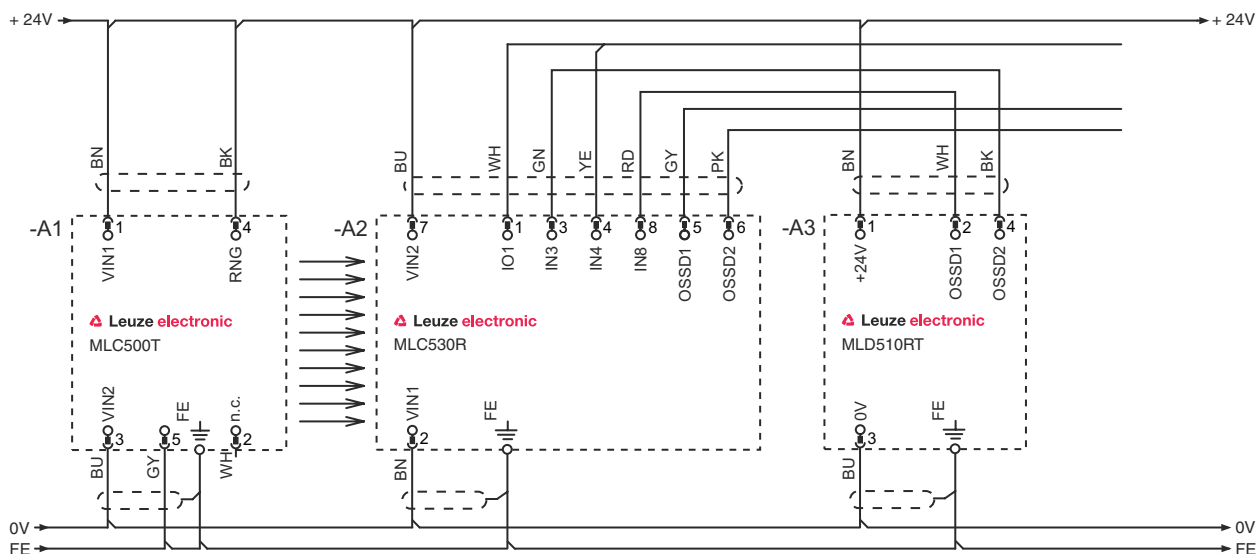 + 24V
+ 24V
BN
BK
BU
WH
GN
YE
RD
GY
PK
BN
WH
BK
-A1
1
4
-A2
7
1
3
4
8
5
6
-A3
1
2
4
VIN1
RNG
VIN2
IO1
IN3
IN4
IN8
OSSD1
OSSD2
+24V
OSSD1
OSSD2
Leuze electronic
MLC500T
Leuze electronic
MLC530R
Leuze electronic
MLD510RT
VIN2
FE
n.c.
VIN1
FE
0V
FE
3
5
2
2
3
BU
GY
WH
BN
BU
0V
0V
FE
FE